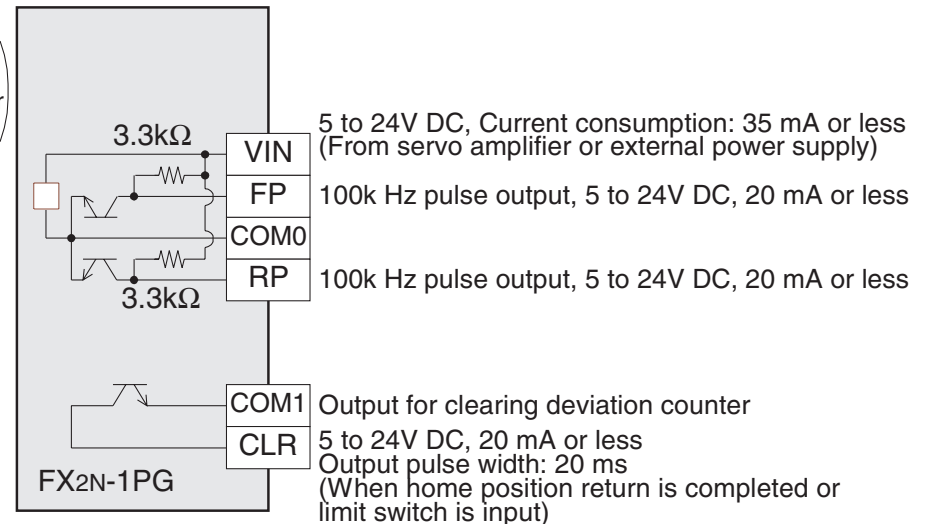 3.3kΩ
VIN
5 to 24V DC, Current consumption: 35 mA or less
(From servo amplifier or external power supply)
FP
100k Hz pulse output, 5 to 24V DC, 20 mA or less
COM0
RP
100k Hz pulse output, 5 to 24V DC, 20 mA or less
3.3kΩ
COM1
Output for clearing deviation counter
CLR
5 to 24V DC, 20 mA or less
Output pulse width: 20 ms
(When home position return is completed or
limit switch is input)
FX2N-1PG